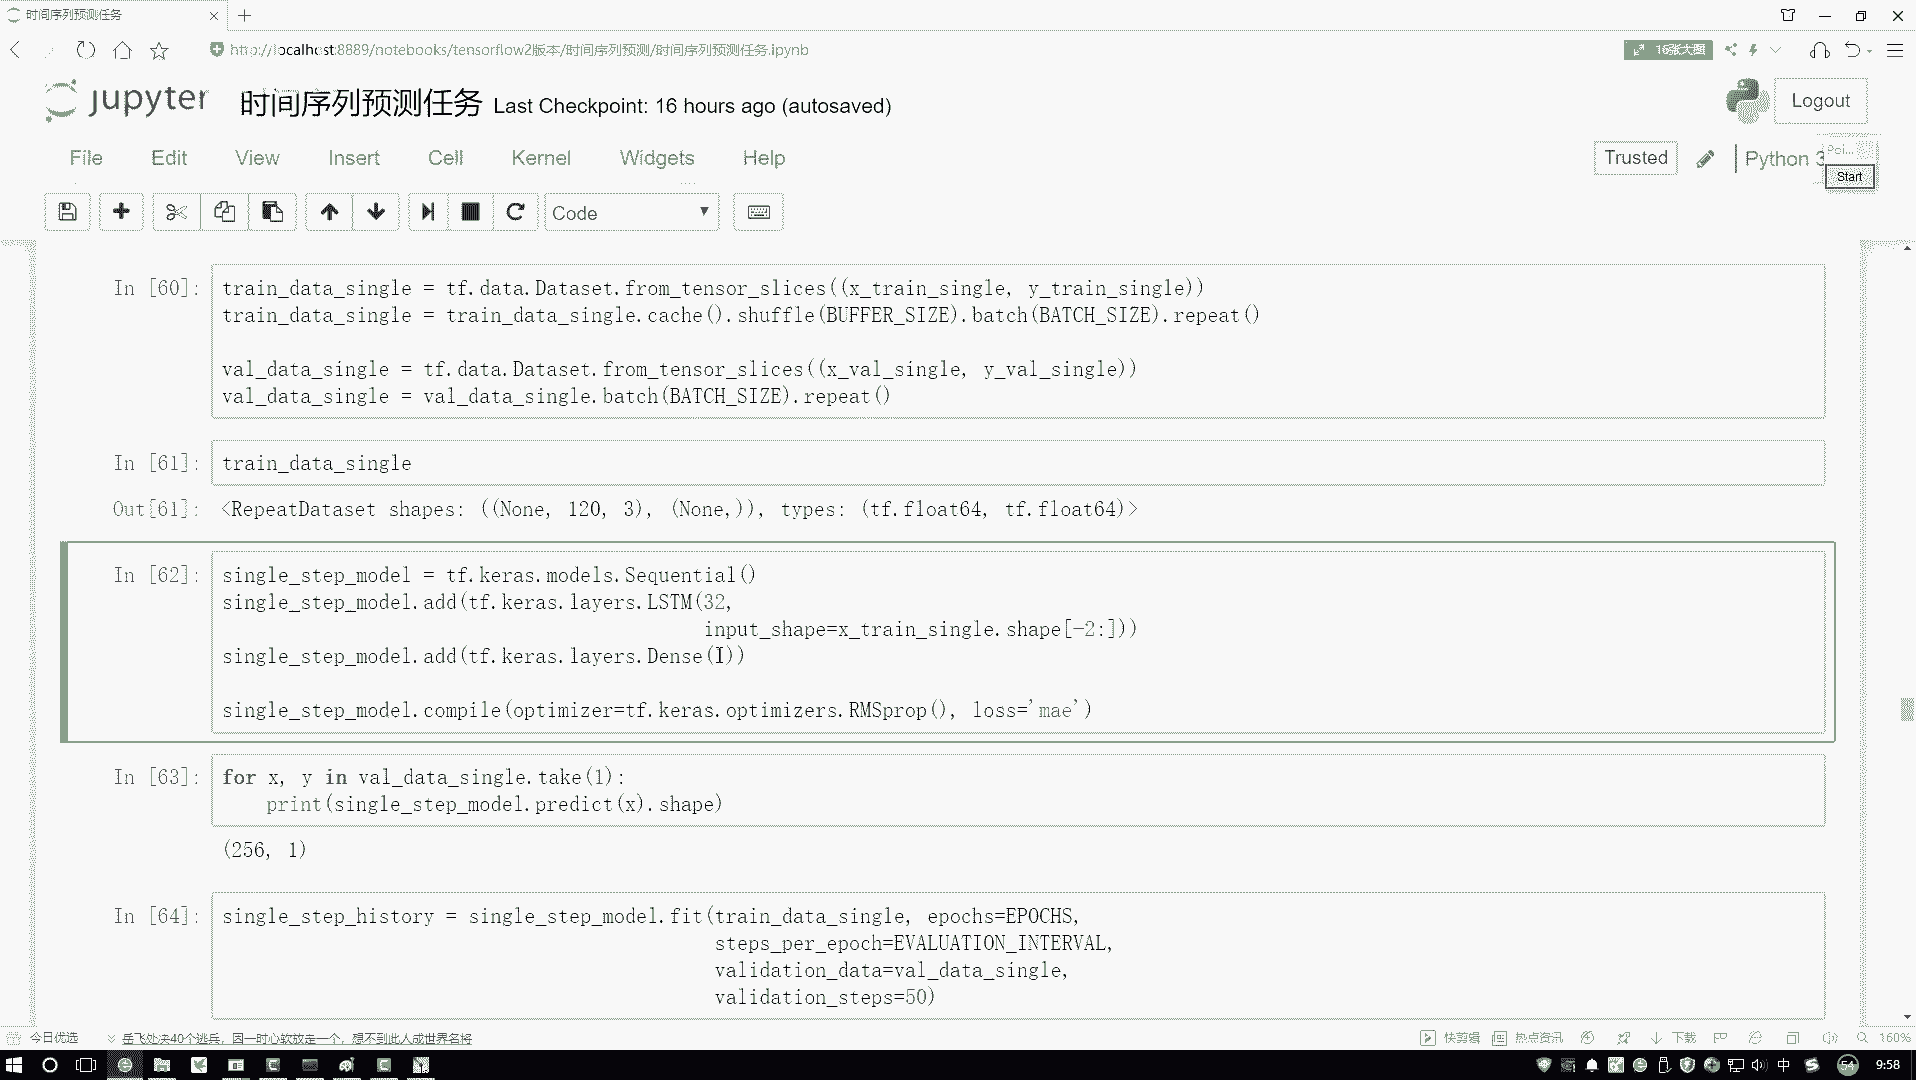 时间序列预测任务
http://localhost:8889/notebooks/tensorflow2版本/时间序列预测/时间序列预测任务.ipynb
16张大图
jupyter 时间序列预测任务 Last Checkpoint: 16 hours ago (autosaved)
Logout
File Edit View Insert Cell Kernel Widgets Help
Trusted
Python 3
Poi...
Start
Code
In [60]:
train_data_single = tf.data.Dataset.from_tensor_slices((x_train_single, y_train_single))
train_data_single = train_data_single.cache().shuffle(BUFFER_SIZE).batch(BATCH_SIZE).repeat()
val_data_single = tf.data.Dataset.from_tensor_slices((x_val_single, y_val_single))
val_data_single = val_data_single.batch(BATCH_SIZE).repeat()
In [61]: train_data_single
Out[61]: <RepeatDataset shapes: ((None, 120, 3), (None,)), types: (tf.float64, tf.float64)>
In [62]: single_step_model = tf.keras.models.Sequential()
single_step_model.add(tf.keras.layers.LSTM(32,
input_shape=x_train_single.shape[-2:]))
single_step_model.add(tf.keras.layers.Dense(1))
single_step_model.compile(optimizer=tf.keras.optimizers.RMSprop(), loss='mae')
In [63]: for x, y in val_data_single.take(1):
print(single_step_model.predict(x).shape)
(256, 1)
In [64]: single_step_history = single_step_model.fit(train_data_single, epochs=EPOCHS,
steps_per_epoch=EVALUATION_INTERVAL,
validation_data=val_data_single,
validation_steps=50)
今日优选 岳飞处决40个逃兵，因一时心软放走一个，想不到此人成世界名将
快剪辑 热点资讯 下载 160%
中 54 9:58